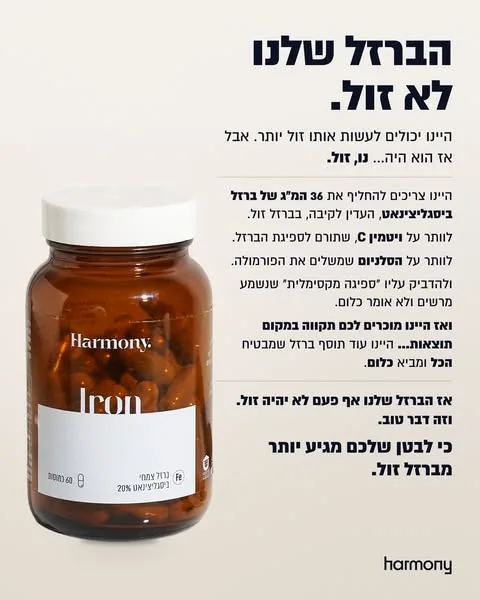 הברזל שלנו
לא זול.
היינו יכולים לעשות אותו זול יותר. אבל
אז הוא היה... נו, זול.
היינו צריכים להחליף את 36 המ"ג של ברזל
ביסגליצינאט, העדין לקיבה, בברזל זול.
לוותר על ויטמין C, שתורם לספיגת הברזל.
לוותר על הסלניום שמשלים את הפורמולה.
ולהדביק עליו "ספיגה מקסימלית" שנשמע
מרשים ולא אומר כלום.
ואז היינו מוכרים לכם תקווה במקום
תוצאות... היינו עוד תוסף ברזל שמבטיח
הכל ומביא כלום.
אז הברזל שלנו אף פעם לא יהיה זול.
וזה דבר טוב.
כי לבטן שלכם מגיע יותר
מברזל זול.
Harmony.
Iron
ברזל צמחי
ביסגליצינאט 20%
Fe
60 כמוסות
harmony